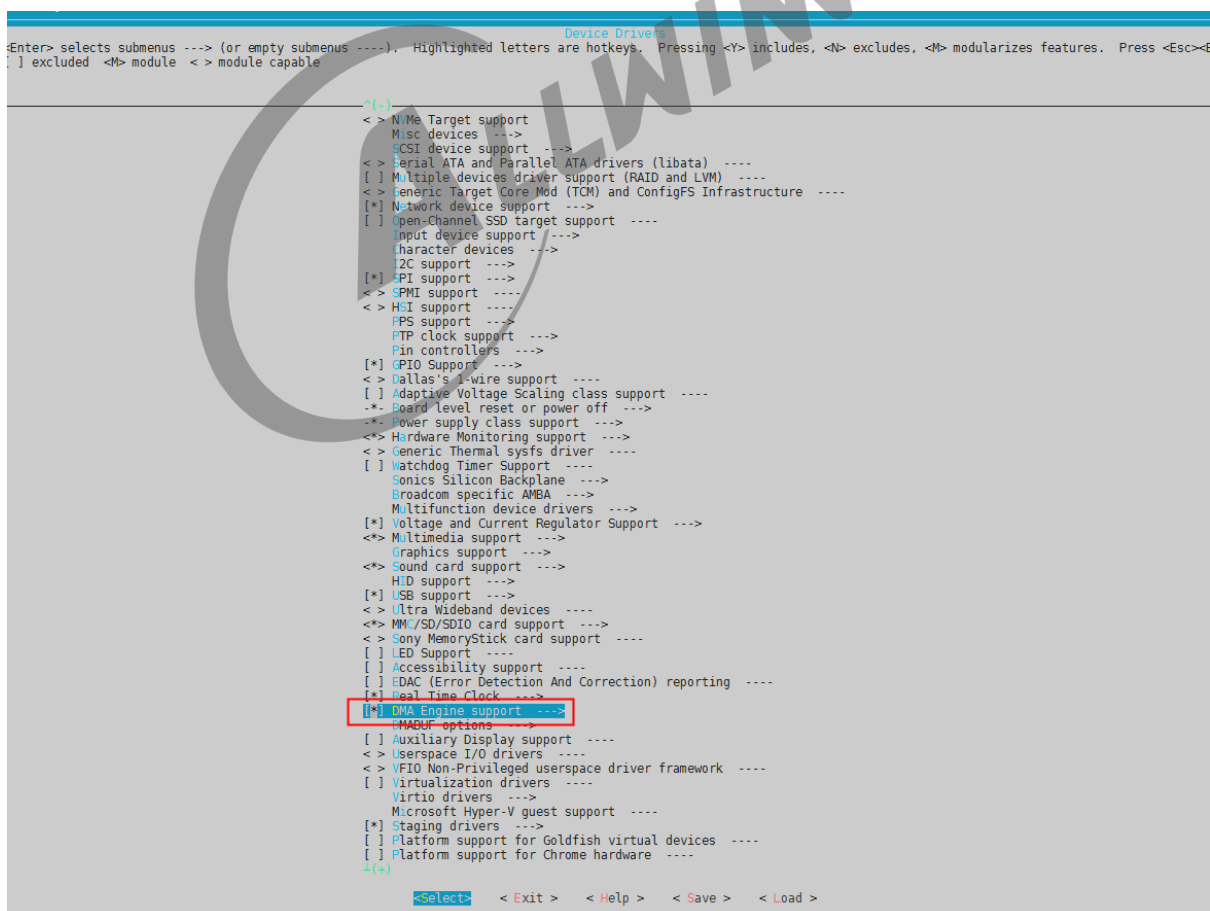 Device Drivers
<Enter> selects submenus ---> (or empty submenus ----). Highlighted letters are hotkeys. Pressing <Y> includes, <N> excludes, <M> modularizes features. Press <Esc><E
[ ] excluded <M> module < > module capable
^(-)
< > NVMe Target support
Misc devices --->
SCSI device support --->
< > Serial ATA and Parallel ATA drivers (libata) ----
[ ] Multiple devices driver support (RAID and LVM) ----
< > Generic Target Core Mod (TCM) and ConfigFS Infrastructure ----
[*] Network device support --->
[ ] Open-Channel SSD target support ----
Input device support --->
Character devices --->
I2C support --->
[*] SPI support --->
< > SPMI support ----
< > HSI support ----
PPS support --->
PTP clock support --->
Pin controllers --->
[*] GPIO Support --->
< > Dallas's 1-wire support ----
[ ] Adaptive Voltage Scaling class support ----
-*- Board level reset or power off --->
-*- Power supply class support --->
<*> Hardware Monitoring support --->
< > Generic Thermal sysfs driver ----
[ ] Watchdog Timer Support ----
Sonics Silicon Backplane --->
Broadcom specific AMBA --->
Multifunction device drivers --->
[*] Voltage and Current Regulator Support --->
<*> Multimedia support --->
Graphics support --->
<*> Sound card support --->
HID support --->
[*] USB support --->
< > Ultra Wideband devices ----
<*> MMC/SD/SDIO card support --->
< > Sony MemoryStick card support ----
[ ] LED Support ----
[ ] Accessibility support ----
[ ] EDAC (Error Detection And Correction) reporting ----
[*] Real Time Clock --->
[*] DMA Engine support --->
DMABUF options --->
[ ] Auxiliary Display support ----
< > Userspace I/O drivers ----
< > VFIO Non-Privileged userspace driver framework ----
[ ] Virtualization drivers ----
Virtio drivers --->
Microsoft Hyper-V guest support ----
[*] Staging drivers --->
[ ] Platform support for Goldfish virtual devices ----
[ ] Platform support for Chrome hardware ----
┴(+)
<Select> < Exit > < Help > < Save > < Load >
ALLWIN